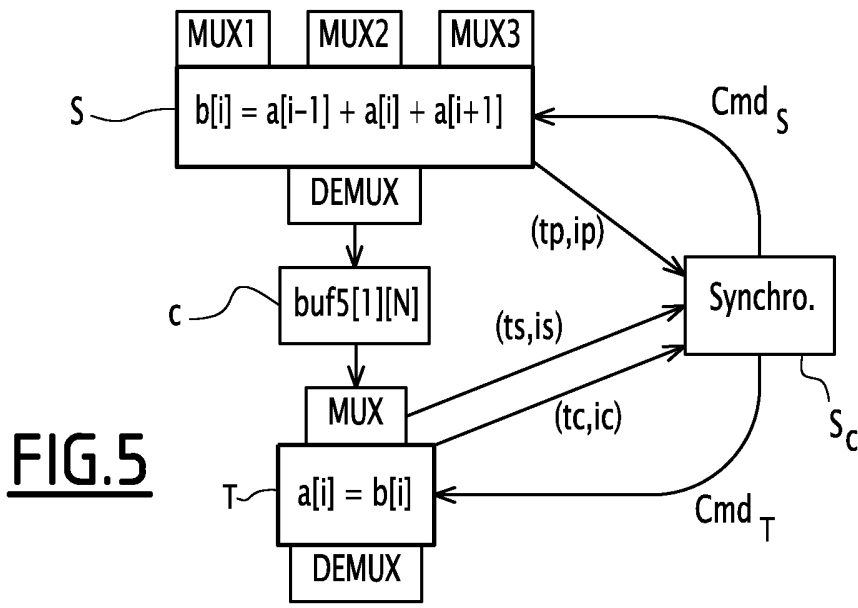 MUX1 MUX2 MUX3
S
b[i] = a[i-1] + a[i] + a[i+1]
Cmd S
DEMUX
(tp,ip)
c
buf5[1][N]
Synchro.
(ts,is)
MUX
(tc,ic)
Sc
FIG.5
T
a[i] = b[i]
Cmd T
DEMUX